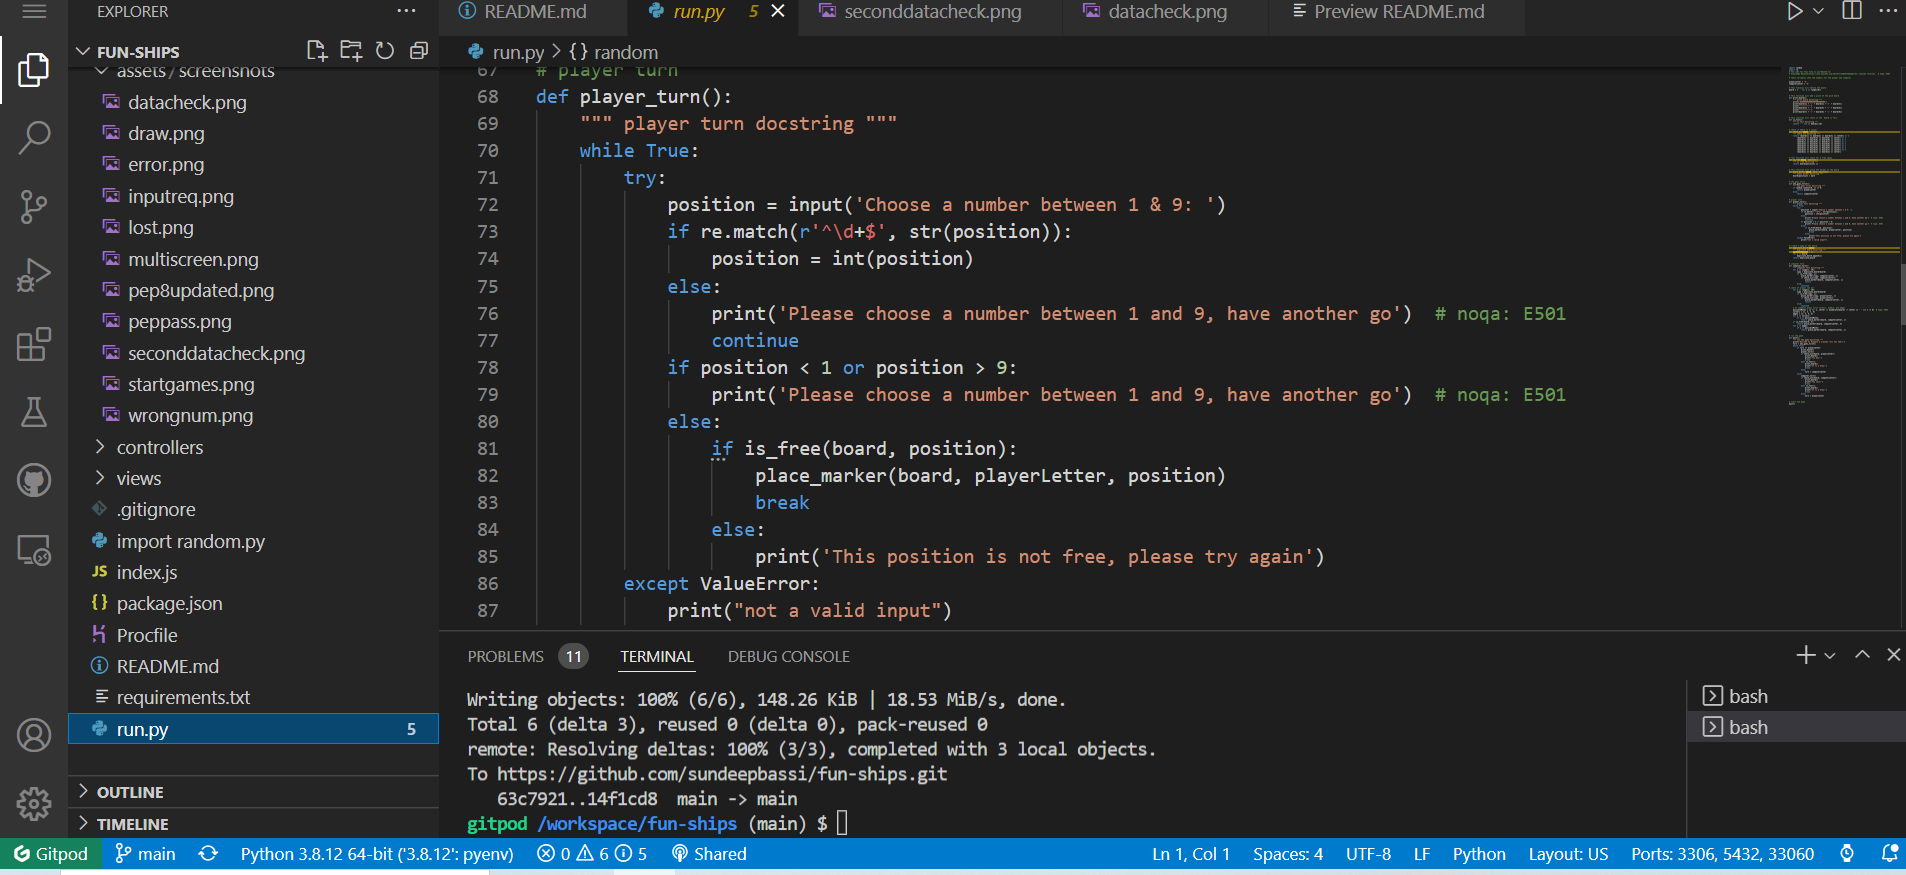 EXPLORER
FUN-SHIPS
assets / screenshots
datacheck.png
draw.png
error.png
inputreq.png
lost.png
multiscreen.png
pep8updated.png
peppass.png
seconddatacheck.png
startgames.png
wrongnum.png
controllers
views
.gitignore
import random.py
index.js
package.json
Procfile
README.md
requirements.txt
run.py 5
OUTLINE
TIMELINE
README.md
run.py 5
seconddatacheck.png
datacheck.png
Preview README.md
run.py > {} random
67 # player turn
68 def player_turn():
69 """ player turn docstring """
70 while True:
71 try:
72 position = input('Choose a number between 1 & 9: ')
73 if re.match(r'^\d+$', str(position)):
74 position = int(position)
75 else:
76 print('Please choose a number between 1 and 9, have another go') # noqa: E501
77 continue
78 if position < 1 or position > 9:
79 print('Please choose a number between 1 and 9, have another go') # noqa: E501
80 else:
81 if is_free(board, position):
82 place_marker(board, playerLetter, position)
83 break
84 else:
85 print('This position is not free, please try again')
86 except ValueError:
87 print("not a valid input")
PROBLEMS 11 TERMINAL DEBUG CONSOLE
Writing objects: 100% (6/6), 148.26 KiB | 18.53 MiB/s, done.
Total 6 (delta 3), reused 0 (delta 0), pack-reused 0
remote: Resolving deltas: 100% (3/3), completed with 3 local objects.
To https://github.com/sundeepbassi/fun-ships.git
63c7921..14f1cd8 main -> main
gitpod /workspace/fun-ships (main) $
bash
bash
Gitpod main Python 3.8.12 64-bit ('3.8.12': pyenv) 0 6 5 Shared Ln 1, Col 1 Spaces: 4 UTF-8 LF Python Layout: US Ports: 3306, 5432, 33060